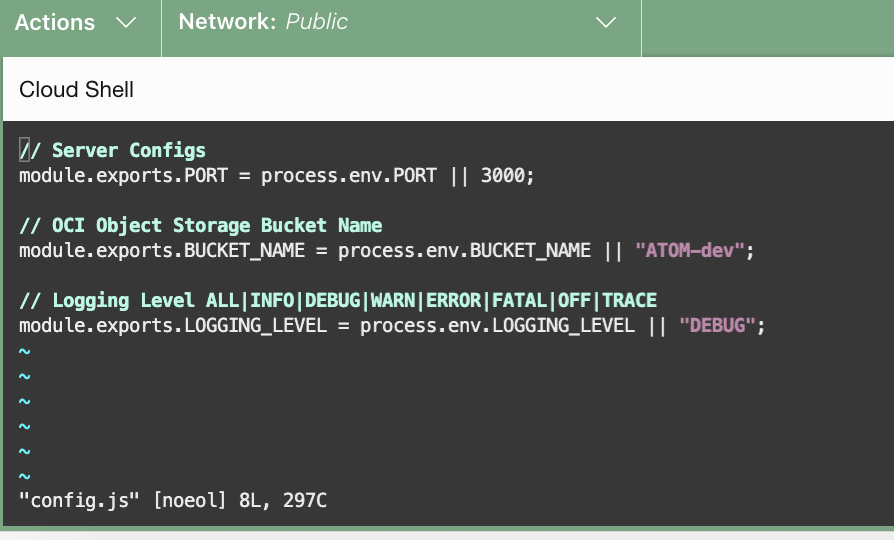 Actions
Network: Public
Cloud Shell
// Server Configs
module.exports.PORT = process.env.PORT || 3000;
// OCI Object Storage Bucket Name
module.exports.BUCKET_NAME = process.env.BUCKET_NAME || "ATOM-dev";
// Logging Level ALL|INFO|DEBUG|WARN|ERROR|FATAL|OFF|TRACE
module.exports.LOGGING_LEVEL = process.env.LOGGING_LEVEL || "DEBUG";
~
~
~
~
~
~
"config.js" [noeol] 8L, 297C